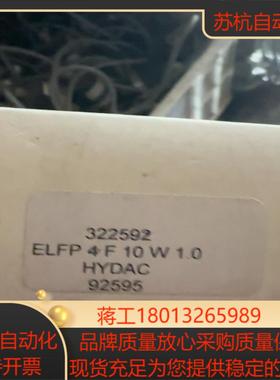 苏杭自动化
322592
ELFP 4 F 10 W 1.0
HYDAC
92595
蒋工18013265989
自动化
品牌质量放心采购质量保
开票
现货充足为您提供稳定的